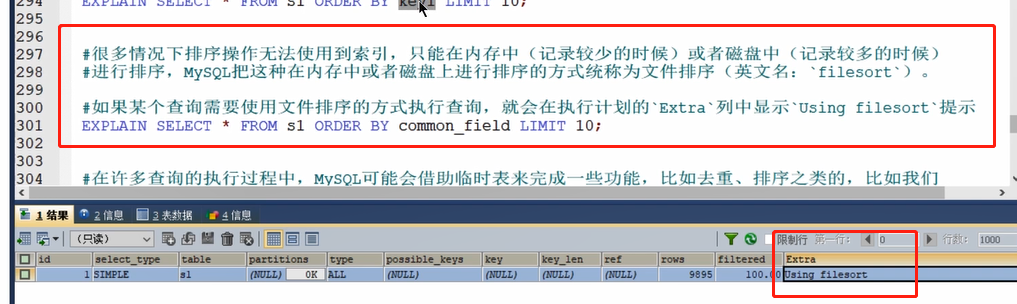 294 EXPLAIN SELECT * FROM s1 ORDER BY key1 LIMIT 10;
295
296
297 #很多情况下排序操作无法使用到索引，只能在内存中（记录较少的时候）或者磁盘中（记录较多的时候）
298 #进行排序，MySQL把这种在内存中或者磁盘上进行排序的方式统称为文件排序（英文名：`filesort`）。
299
300 #如果某个查询需要使用文件排序的方式执行查询，就会在执行计划的`Extra`列中显示`Using filesort`提示
301 EXPLAIN SELECT * FROM s1 ORDER BY common_field LIMIT 10;
302
303
304 #在许多查询的执行过程中，MySQL可能会借助临时表来完成一些功能，比如去重、排序之类的，比如我们
1 结果 2 信息 3 表数据 4 信息
（只读） 限制行 第一行： 0 行数： 1000
id select_type table partitions type possible_keys key key_len ref rows filtered Extra
1 SIMPLE s1 (NULL) OK ALL (NULL) (NULL) (NULL) (NULL) 9895 100.00 Using filesort